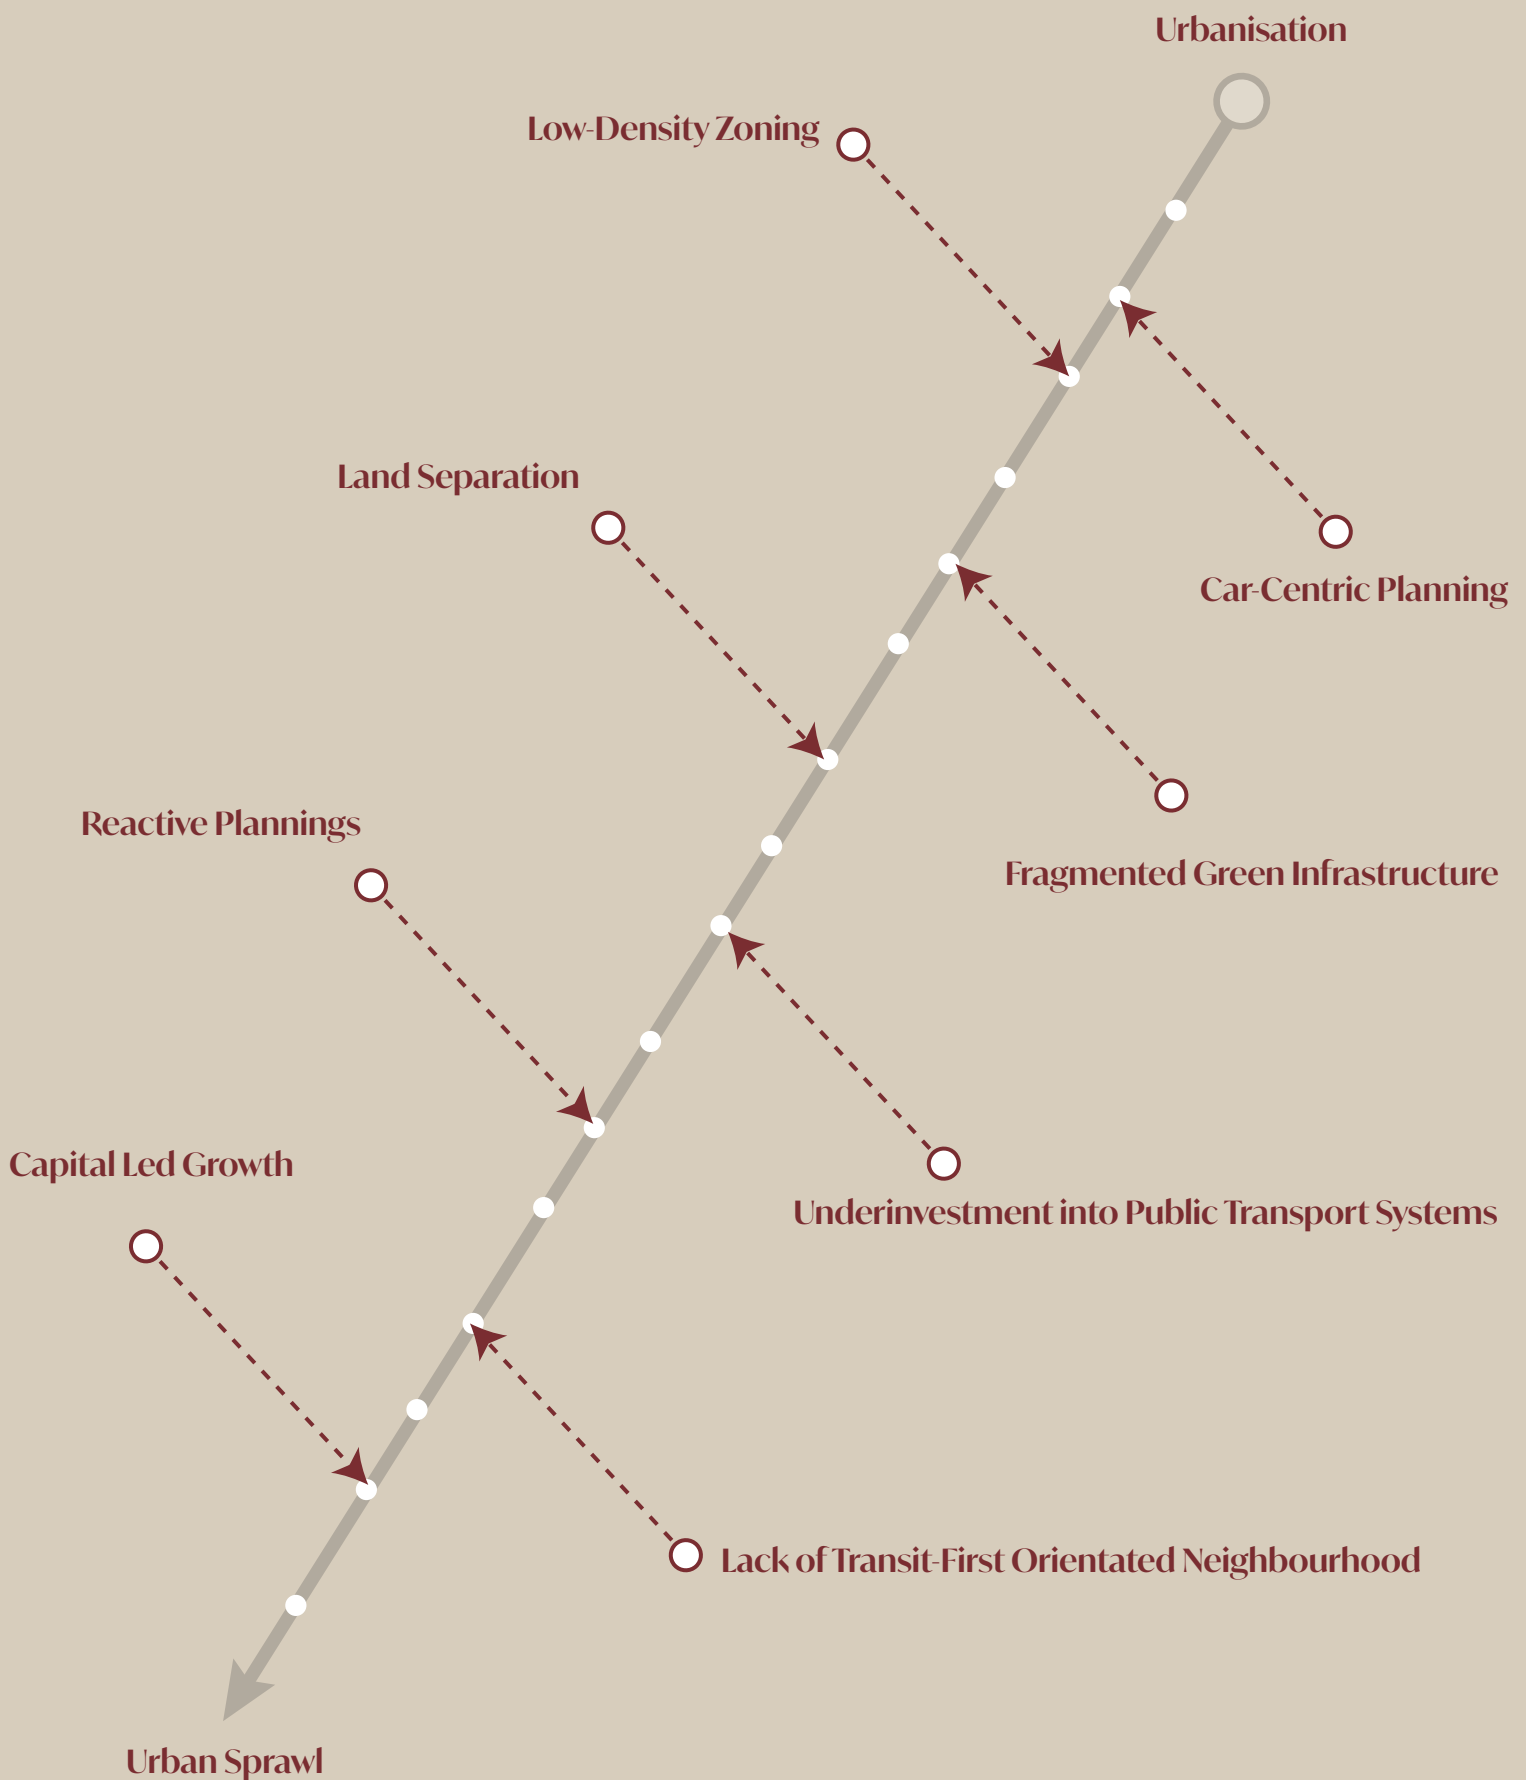 Urbanisation
Low-Density Zoning
Land Separation
Car-Centric Planning
Reactive Plannings
Fragmented Green Infrastructure
Capital Led Growth
Underinvestment into Public Transport Systems
Lack of Transit-First Orientated Neighbourhood
Urban Sprawl